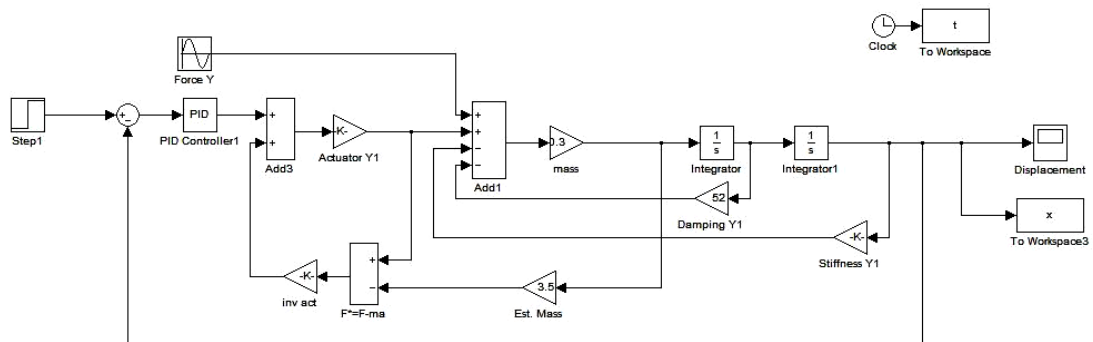 t
Clock
To Workspace
Force Y
Step1
+
−
PID
PID Controller1
+
+
Add3
-K-
Actuator Y1
+
+
−
−
Add1
0.3
mass
1
s
Integrator
1
s
Integrator1
Displacement
52
Damping Y1
x
To Workspace3
-K-
Stiffness Y1
-K-
inv act
+
−
F*=F-ma
3.5
Est. Mass